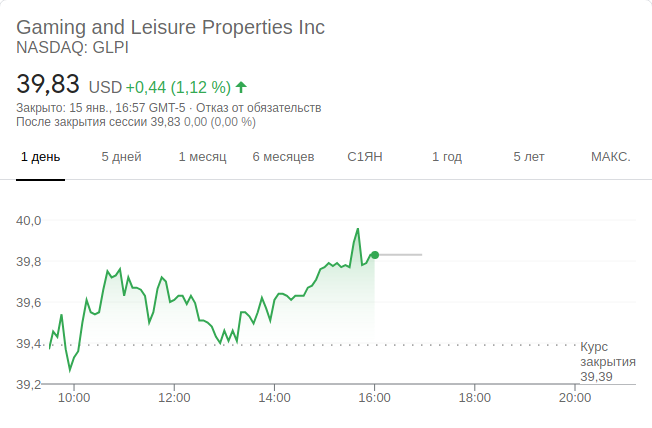 Gaming and Leisure Properties Inc
NASDAQ: GLPI
39,83 USD +0,44 (1,12 %)
Закрыто: 15 янв., 16:57 GMT-5 · Отказ от обязательств
После закрытия сессии 39,83 0,00 (0,00 %)
1 день 5 дней 1 месяц 6 месяцев С1ЯН 1 год 5 лет МАКС.
40,0
39,8
39,6
39,4
Курс
закрытия
39,39
39,2
10:00 12:00 14:00 16:00 18:00 20:00